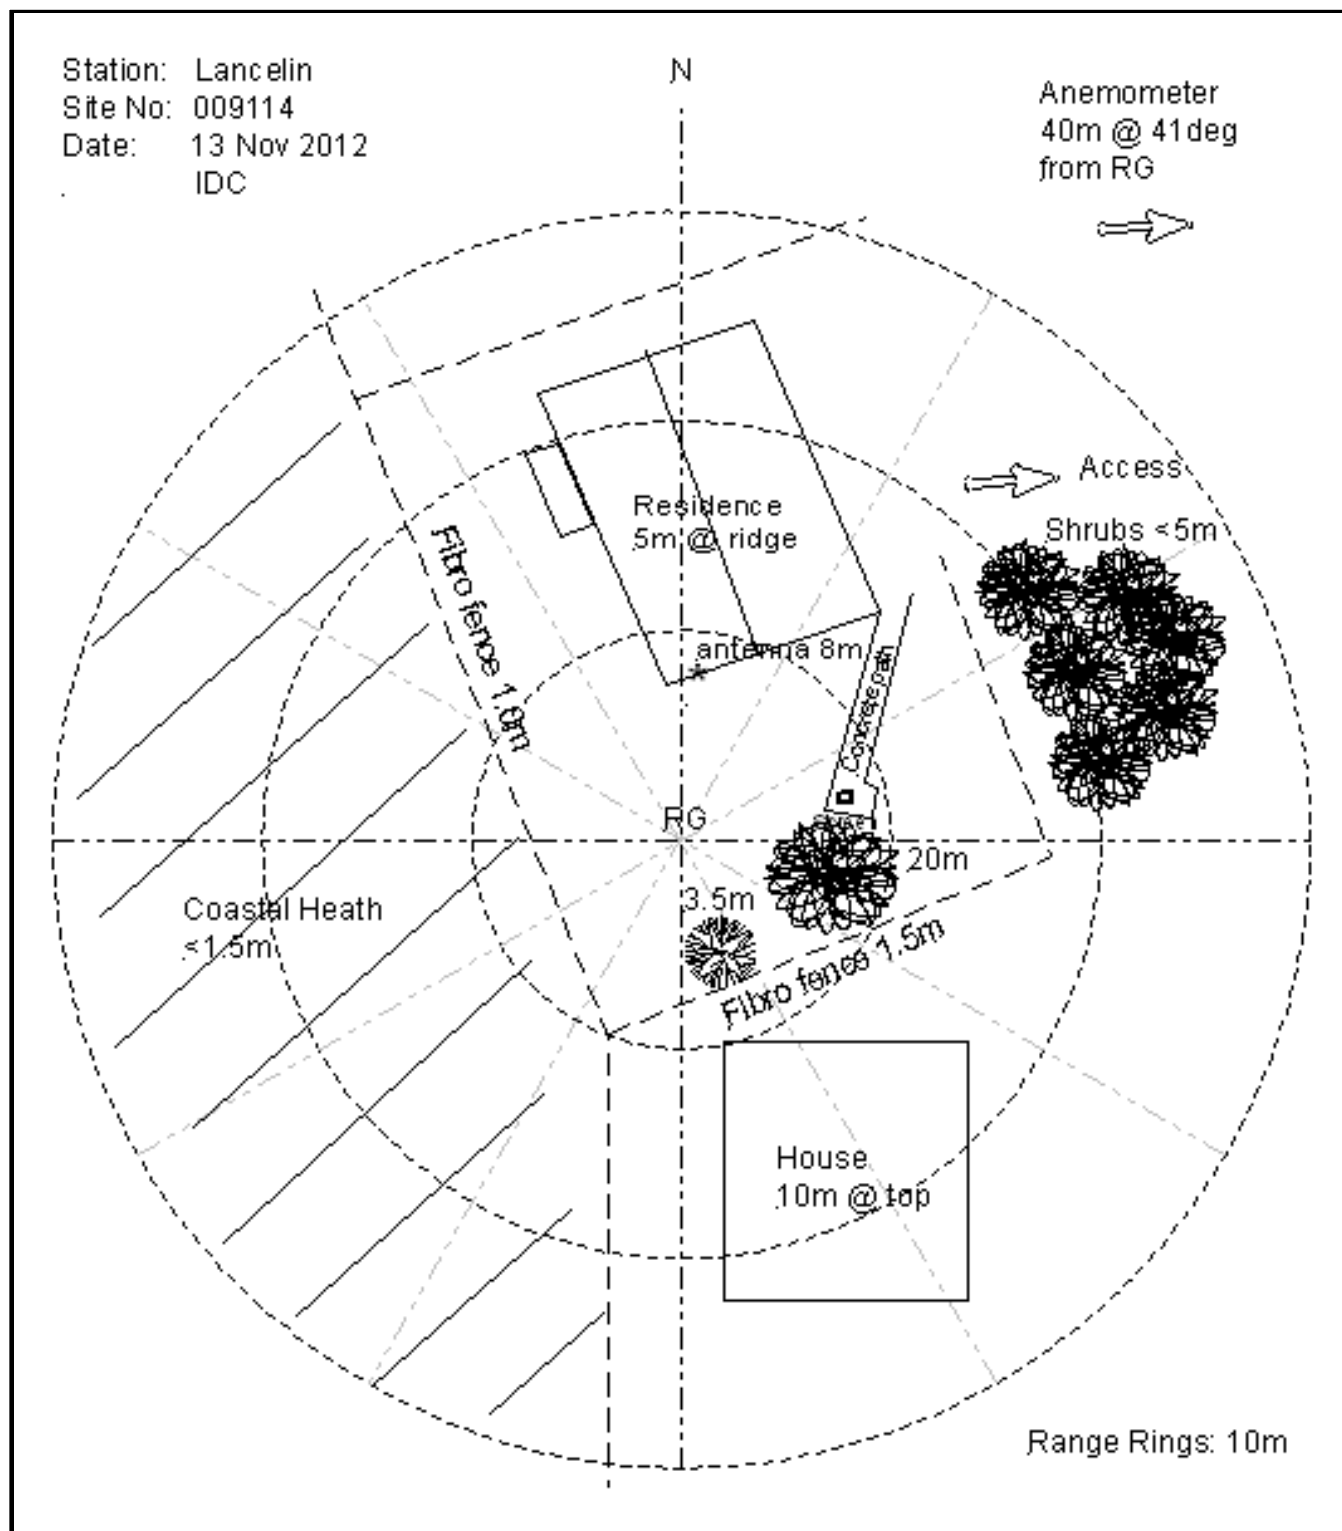 Station: Lancelin
Site No: 009114
Date: 13 Nov 2012
IDC
N
Anemometer
40m @ 41deg
from RG
Access
Shrubs <5m
Residence
5m @ ridge
Fibro fence 1.0m
antenna 8m
Concrete path
RG
20m
3.5m
Coastal Heath
<1.5m
Fibro fence 1.5m
House
10m @ top
Range Rings: 10m